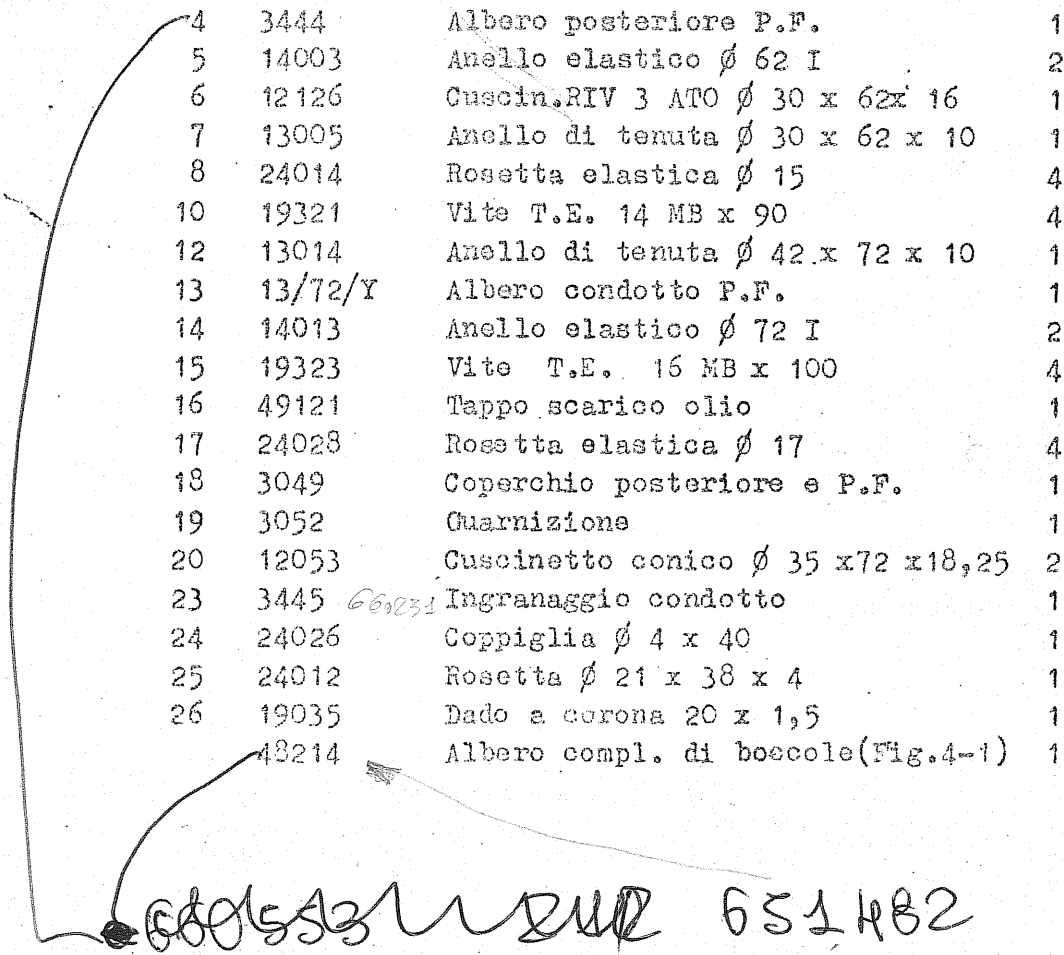 4 3444 Albero posteriore P.F. 1
5 14003 Anello elastico ø 62 I 2
6 12126 Cuscin.RIV 3 ATO ø 30 x 62x 16 1
7 13005 Anello di tenuta ø 30 x 62 x 10 1
8 24014 Rosetta elastica ø 15 4
10 19321 Vite T.E. 14 MB x 90 4
12 13014 Anello di tenuta ø 42 x 72 x 10 1
13 13/72/Y Albero condotto P.F. 1
14 14013 Anello elastico ø 72 I 2
15 19323 Vite T.E. 16 MB x 100 4
16 49121 Tappo scarico olio 1
17 24028 Rosetta elastica ø 17 4
18 3049 Coperchio posteriore e P.F. 1
19 3052 Guarnizione 1
20 12053 Cuscinetto conico ø 35 x72 x18,25 2
23 3445 660231 Ingranaggio condotto 1
24 24026 Coppiglia ø 4 x 40 1
25 24012 Rosetta ø 21 x 38 x 4 1
26 19035 Dado a corona 20 x 1,5 1
48214 Albero compl. di boccole(Fig.4-1) 1
651482